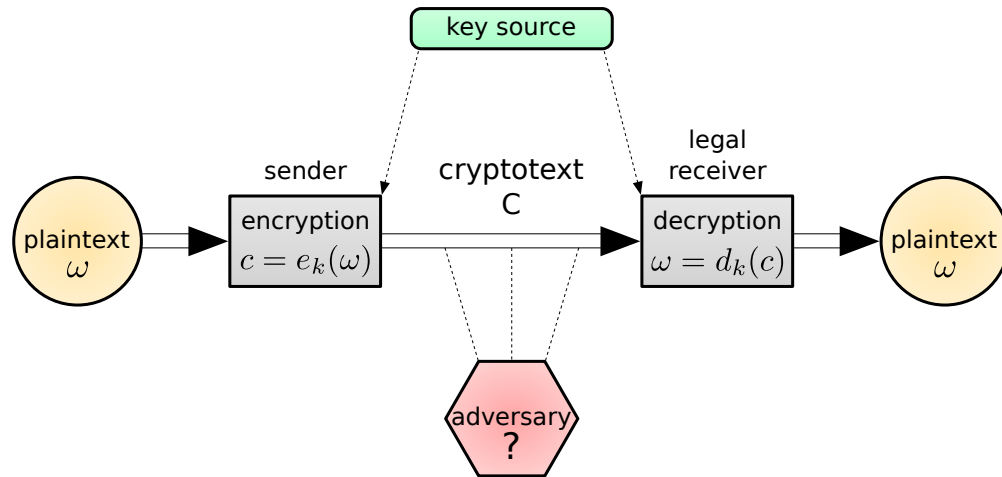 key source
sender
legal
receiver
cryptotext
C
plaintext
ω
encryption
c = e_k(ω)
decryption
ω = d_k(c)
plaintext
ω
adversary
?